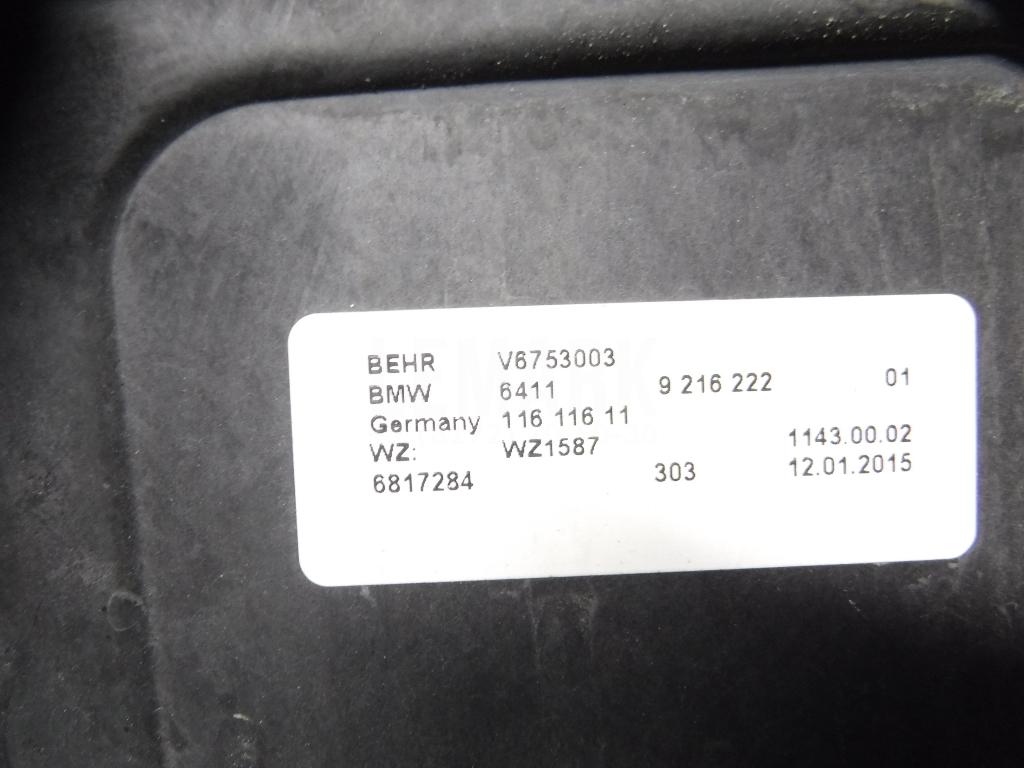 BEHR V6753003
BMW 6411 9 216 222 01
Germany 116 116 11
WZ: WZ1587 1143.00.02
6817284 303 12.01.2015